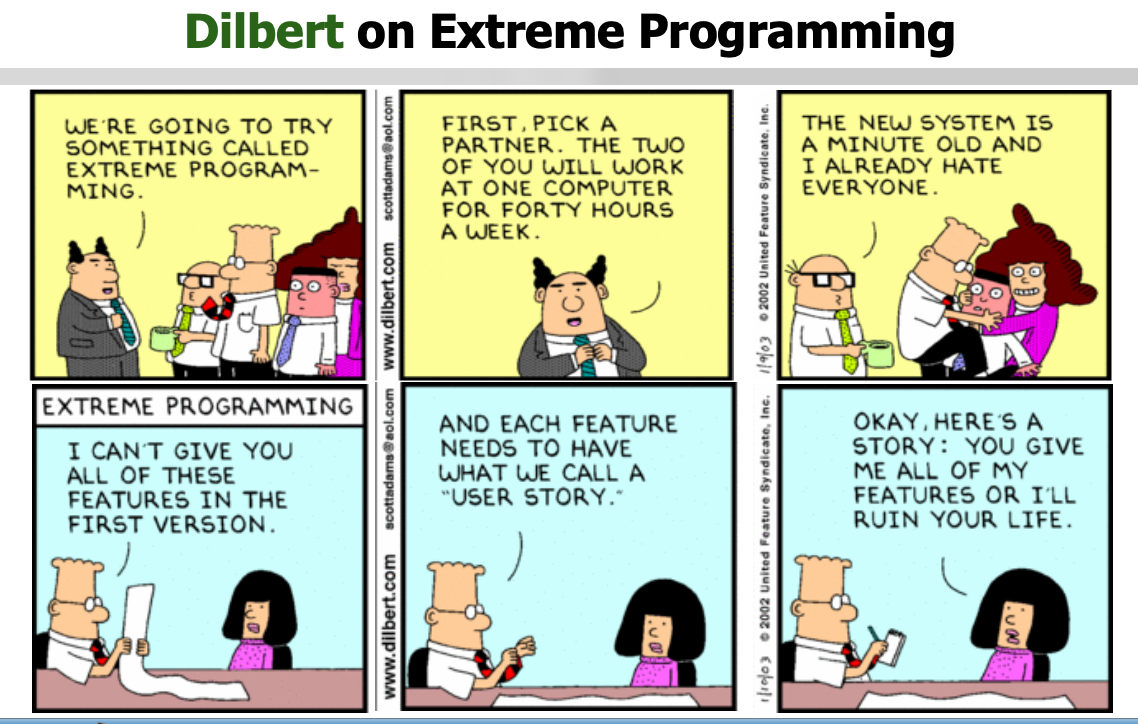 Dilbert on Extreme Programming
WE'RE GOING TO TRY
SOMETHING CALLED
EXTREME PROGRAM-
MING.
scottadams@aol.com
www.dilbert.com
FIRST, PICK A
PARTNER. THE TWO
OF YOU WILL WORK
AT ONE COMPUTER
FOR FORTY HOURS
A WEEK.
1/9/03 © 2002 United Feature Syndicate, Inc.
THE NEW SYSTEM IS
A MINUTE OLD AND
I ALREADY HATE
EVERYONE.
EXTREME PROGRAMMING
I CAN'T GIVE YOU
ALL OF THESE
FEATURES IN THE
FIRST VERSION.
scottadams@aol.com
www.dilbert.com
AND EACH FEATURE
NEEDS TO HAVE
WHAT WE CALL A
"USER STORY."
1/10/03 © 2002 United Feature Syndicate, Inc.
OKAY, HERE'S A
STORY: YOU GIVE
ME ALL OF MY
FEATURES OR I'LL
RUIN YOUR LIFE.